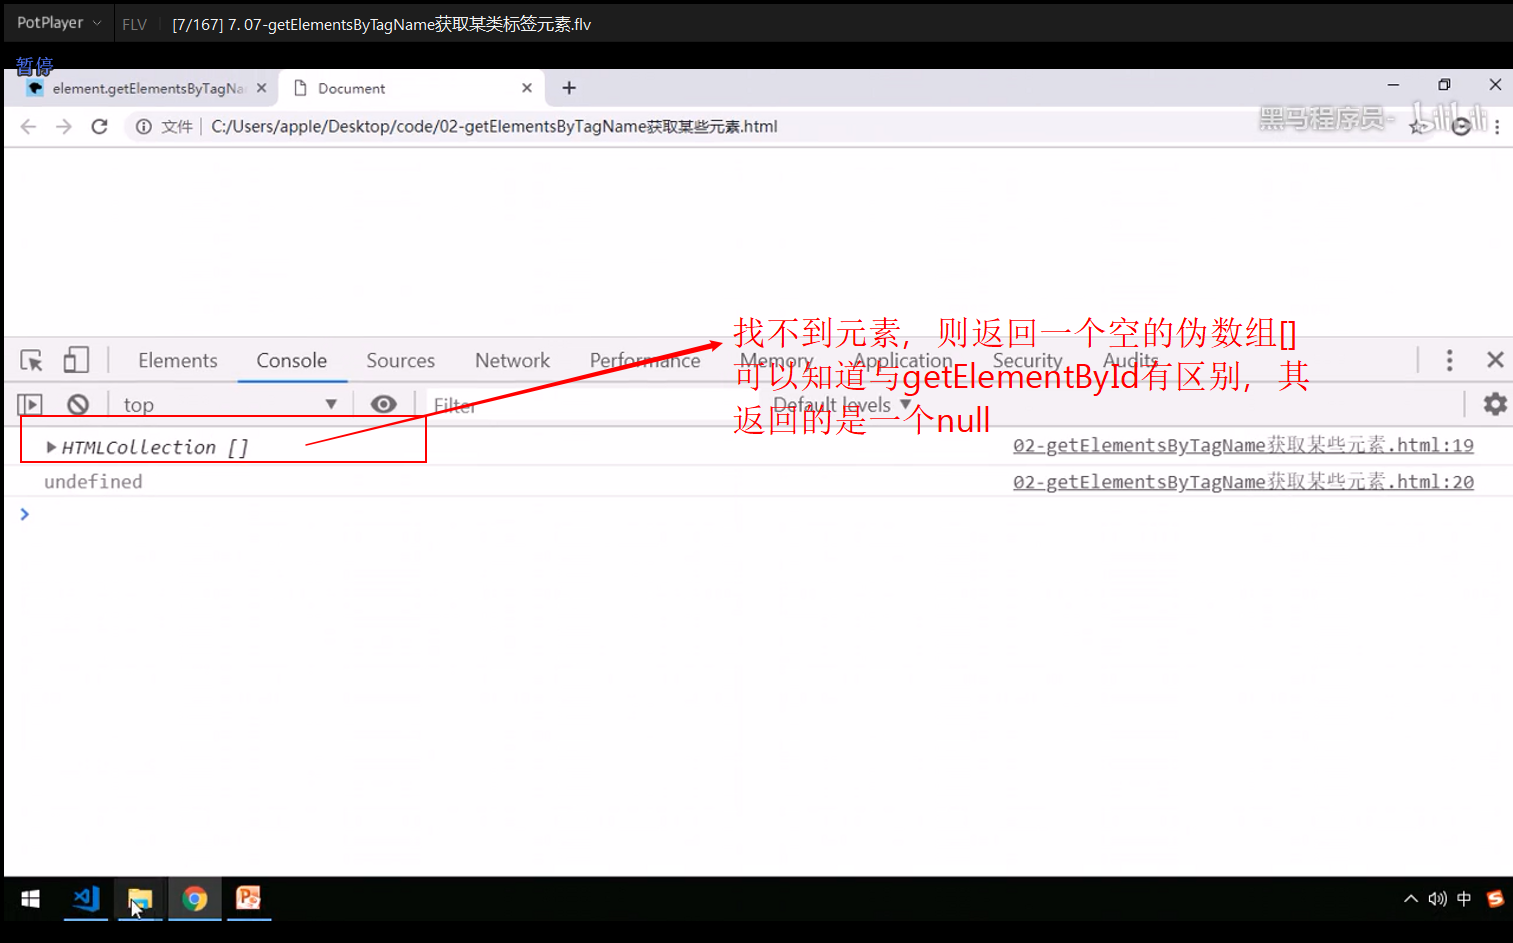 PotPlayer FLV [7/167] 7. 07-getElementsByTagName获取某类标签元素.flv
暂停
element.getElementsByTagNa Document
文件 C:/Users/apple/Desktop/code/02-getElementsByTagName获取某些元素.html
黑马程序员- bilibili
找不到元素，则返回一个空的伪数组[]
Elements Console Sources Network Performance Memory Application Security Audits
可以知道与getElementById有区别，其
top Filter Default levels
返回的是一个null
HTMLCollection [] 02-getElementsByTagName获取某些元素.html:19
undefined 02-getElementsByTagName获取某些元素.html:20
中